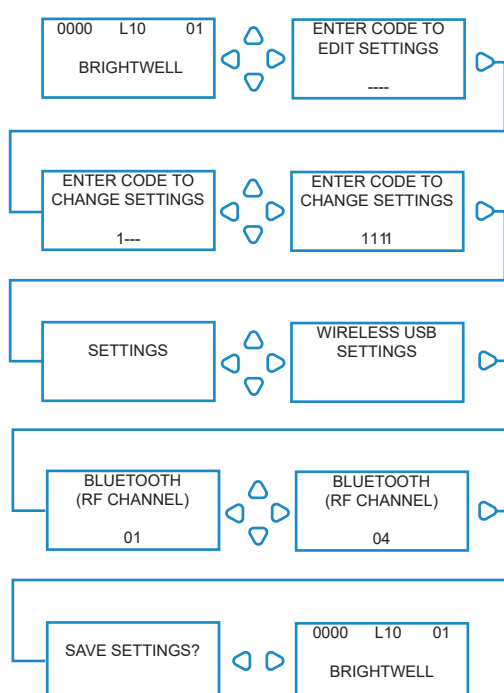 0000 L10 01
BRIGHTWELL
ENTER CODE TO
EDIT SETTINGS
----
ENTER CODE TO
CHANGE SETTINGS
1---
ENTER CODE TO
CHANGE SETTINGS
1111
SETTINGS
WIRELESS USB
SETTINGS
BLUETOOTH
(RF CHANNEL)
01
BLUETOOTH
(RF CHANNEL)
04
SAVE SETTINGS?
0000 L10 01
BRIGHTWELL